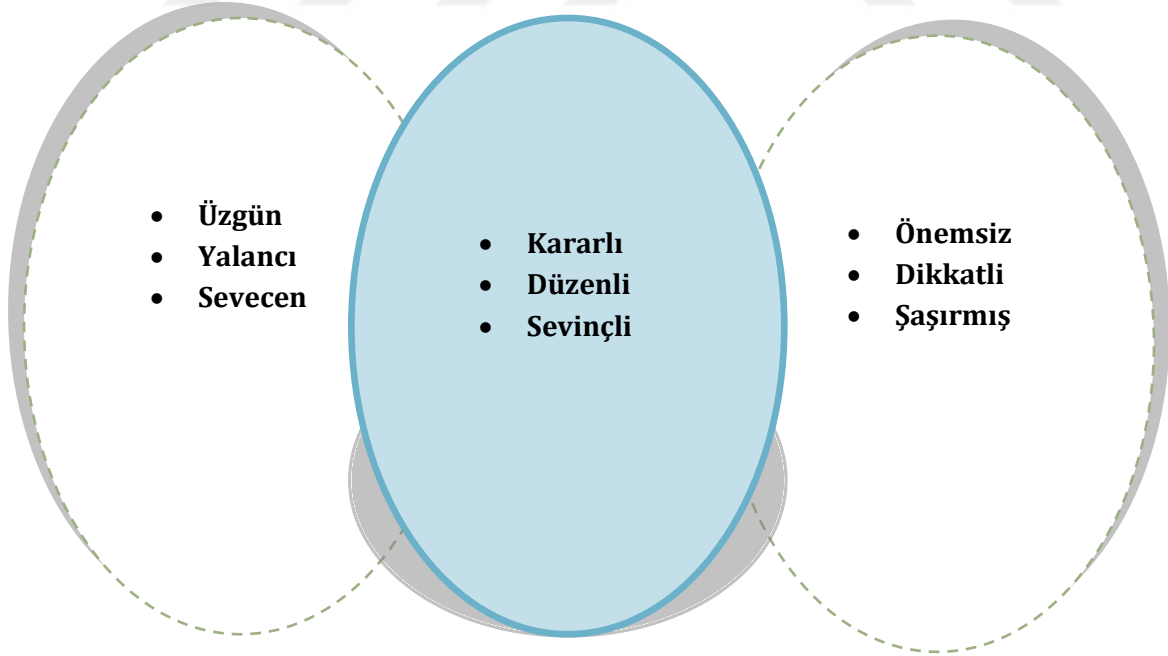 • Üzgün
• Yalancı
• Sevecen
• Kararlı
• Düzenli
• Sevinçli
• Önemsiz
• Dikkatli
• Şaşırmış